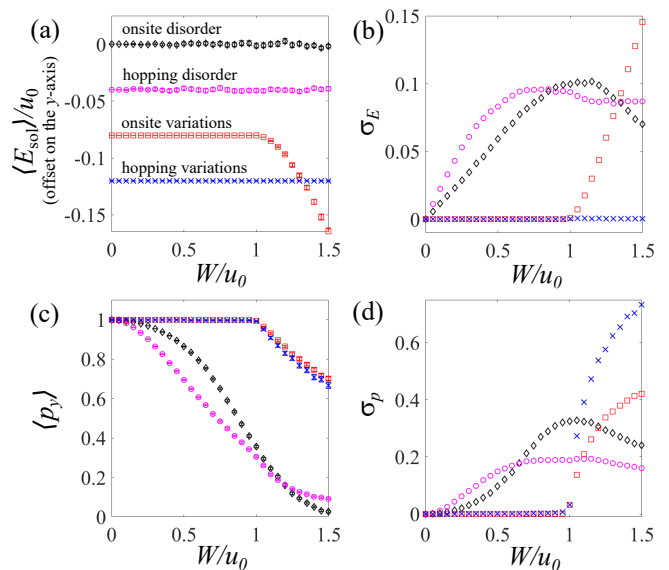 (a)
onsite disorder
hopping disorder
onsite variations
hopping variations
0
-0.05
-0.1
-0.15
⟨E_sol⟩/u_0
(offset on the y-axis)
0 0.5 1 1.5
W/u_0
(b)
0.15
0.1
0.05
0
σ_E
0 0.5 1 1.5
W/u_0
(c)
1
0.8
0.6
0.4
0.2
0
⟨p_y⟩
0 0.5 1 1.5
W/u_0
(d)
0.6
0.4
0.2
0
σ_p
0 0.5 1 1.5
W/u_0